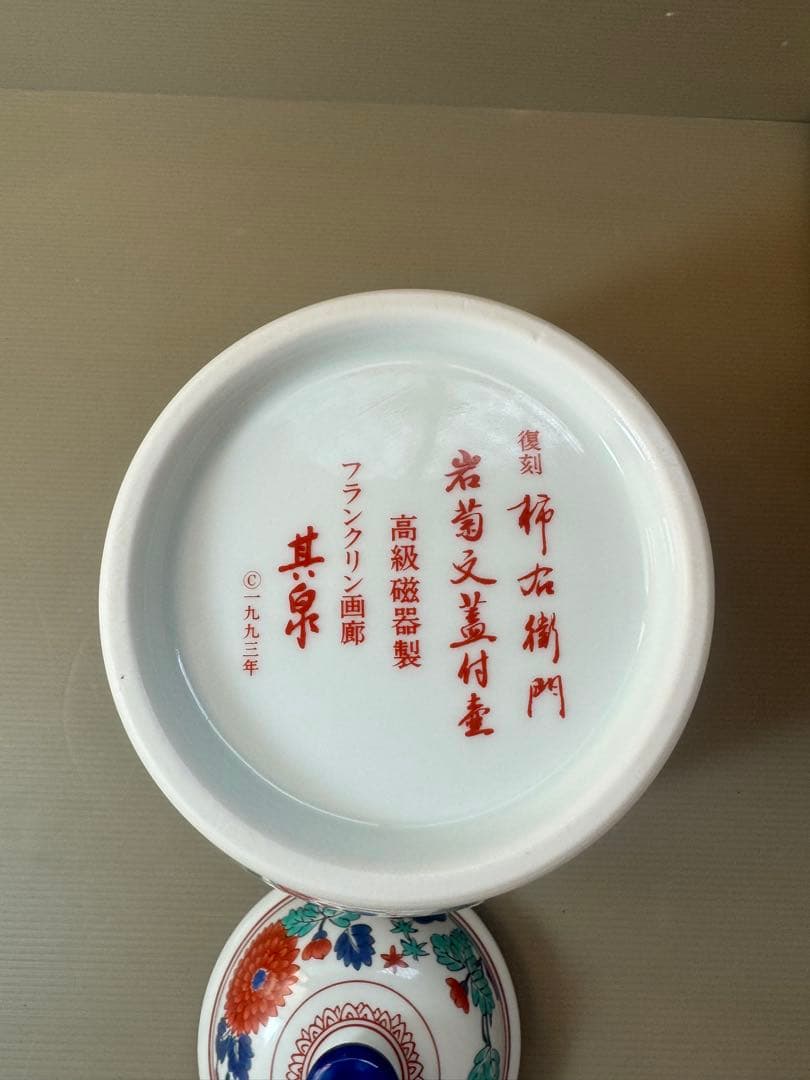 復刻 柿右衛門
岩菊文蓋付壷
高級磁器製
フランクリン画廊
其泉
©一九九三年